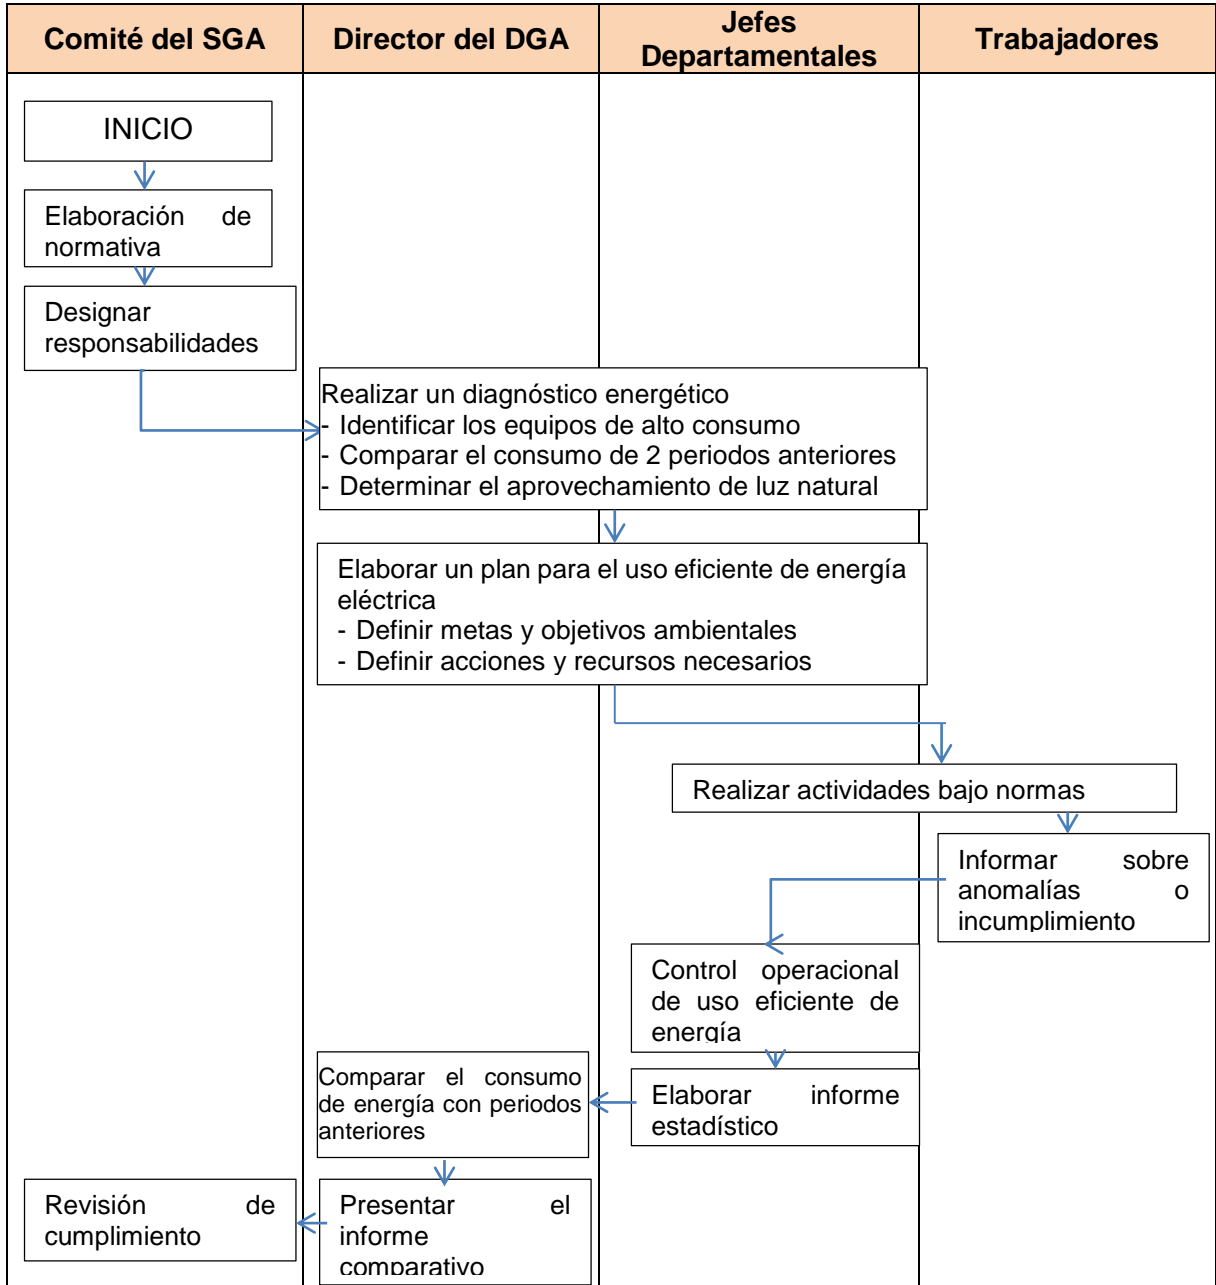 Comité del SGA
Director del DGA
Jefes
Departamentales
Trabajadores
INICIO
Elaboración de
normativa
Designar
responsabilidades
Realizar un diagnóstico energético
- Identificar los equipos de alto consumo
- Comparar el consumo de 2 periodos anteriores
- Determinar el aprovechamiento de luz natural
Elaborar un plan para el uso eficiente de energía
eléctrica
- Definir metas y objetivos ambientales
- Definir acciones y recursos necesarios
Realizar actividades bajo normas
Informar sobre
anomalías o
incumplimiento
Control operacional
de uso eficiente de
energía
Elaborar informe
estadístico
Comparar el consumo
de energía con periodos
anteriores
Presentar el
informe
comparativo
Revisión de
cumplimiento